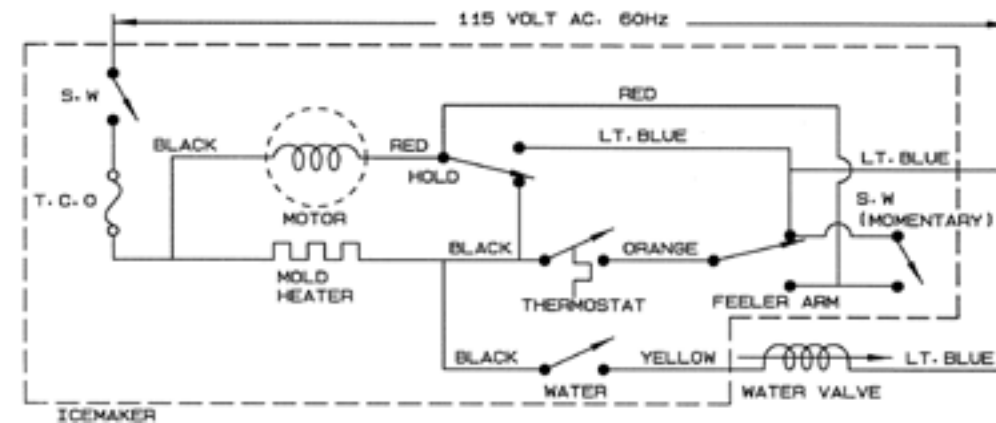 115 VOLT AC. 60Hz
S.W
RED
BLACK
RED
LT.BLUE
LT.BLUE
HOLD
T.C.O
S.W
(MOMENTARY)
MOTOR
BLACK
ORANGE
MOLD
HEATER
THERMOSTAT
FEELER ARM
BLACK
YELLOW
LT.BLUE
WATER
WATER VALVE
ICEMAKER